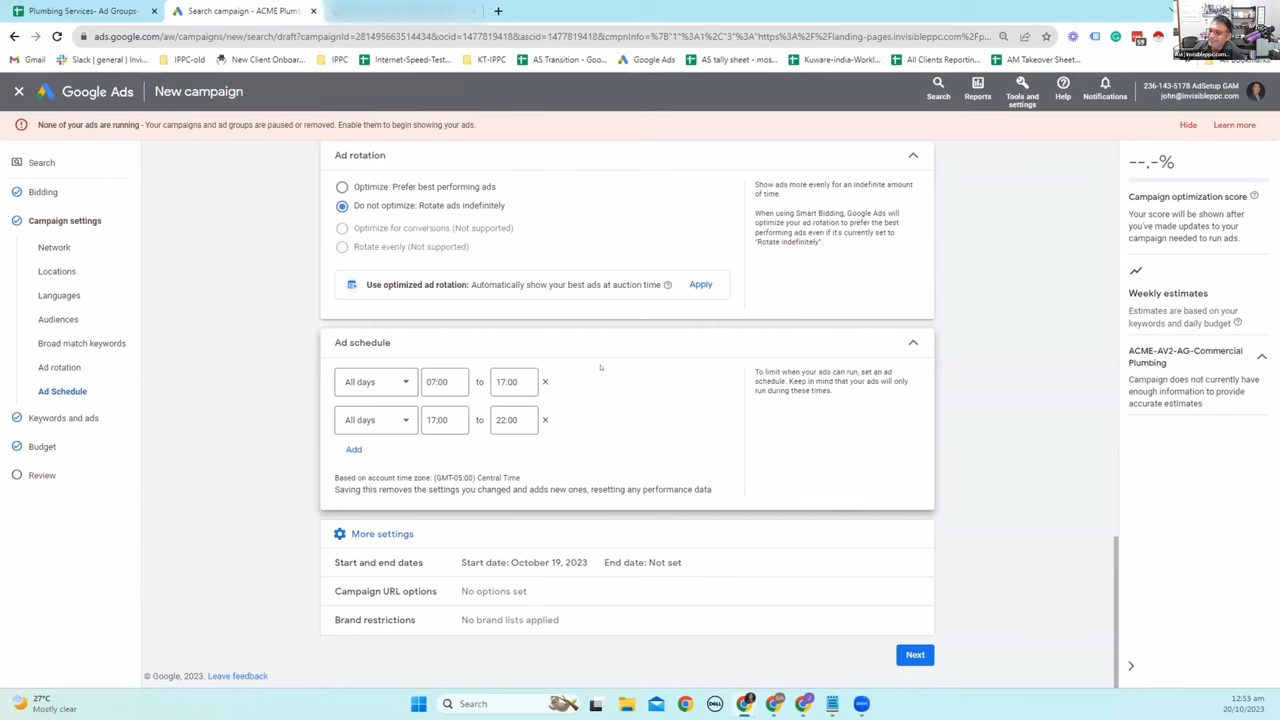 Plumbing Services- Ad Groups-
Search campaign - ACME Plumb
ads.google.com/aw/campaigns/new/search/draft?campaignId=281495663514434&ocid=1477819418&ascid=1477819418&cmpnInfo=%7B"1"%3A1%2C"3"%3A"https%3A%2F%2Flanding-pages.invisibleppc.com%2Fp...
Slack | general | Invi...
IPPC-old
New Client Onboar...
IPPC
Internet-Speed-Test...
KTHPPC
AS Transition - Goo...
Google Ads
AS tally sheet - mos...
Kuware-india-Workl...
All Clients Reportin...
AM Takeover Sheet...
Google Ads
New campaign
Search
Reports
Tools and settings
Help
Notifications
236-143-5178 AdSetup GAM
john@invisibleppc.com
None of your ads are running - Your campaigns and ad groups are paused or removed. Enable them to begin showing your ads.
Hide
Learn more
Search
Bidding
Campaign settings
Network
Locations
Languages
Audiences
Broad match keywords
Ad rotation
Ad Schedule
Keywords and ads
Budget
Review
Ad rotation
Optimize: Prefer best performing ads
Do not optimize: Rotate ads indefinitely
Optimize for conversions (Not supported)
Rotate evenly (Not supported)
Use optimized ad rotation: Automatically show your best ads at auction time
Apply
Show ads more evenly for an indefinite amount
of time.
When using Smart Bidding, Google Ads will
optimize your ad rotation to prefer the best
performing ads even if it's currently set to
"Rotate indefinitely".
Ad schedule
All days 07:00 to 17:00
All days 17:00 to 22:00
Add
Based on account time zone: (GMT-05:00) Central Time
Saving this removes the settings you changed and adds new ones, resetting any performance data
To limit when your ads can run, set an ad
schedule. Keep in mind that your ads will only
run during these times.
More settings
Start and end dates Start date: October 19, 2023 End date: Not set
Campaign URL options No options set
Brand restrictions No brand lists applied
Next
© Google, 2023. Leave feedback
--.-%
Campaign optimization score
Your score will be shown after
you've made updates to your
campaign needed to run ads.
Weekly estimates
Estimates are based on your
keywords and daily budget
ACME-AV2-AG-Commercial
Plumbing
Campaign does not currently have
enough information to provide
accurate estimates
27°C
Mostly clear
Search
12:53 am
20/10/2023